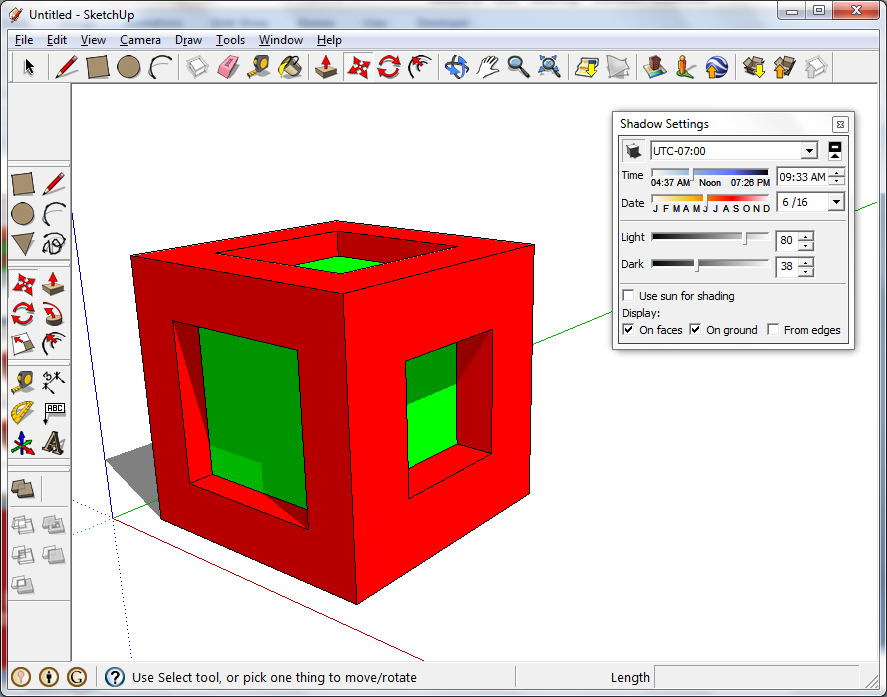 Untitled - SketchUp
File Edit View Camera Draw Tools Window Help
Shadow Settings
UTC-07:00
Time
04:37 AM Noon 07:26 PM
09:33 AM
Date
J F M A M J J A S O N D
6 /16
Light
80
Dark
38
Use sun for shading
Display:
On faces On ground From edges
ABC
Use Select tool, or pick one thing to move/rotate
Length